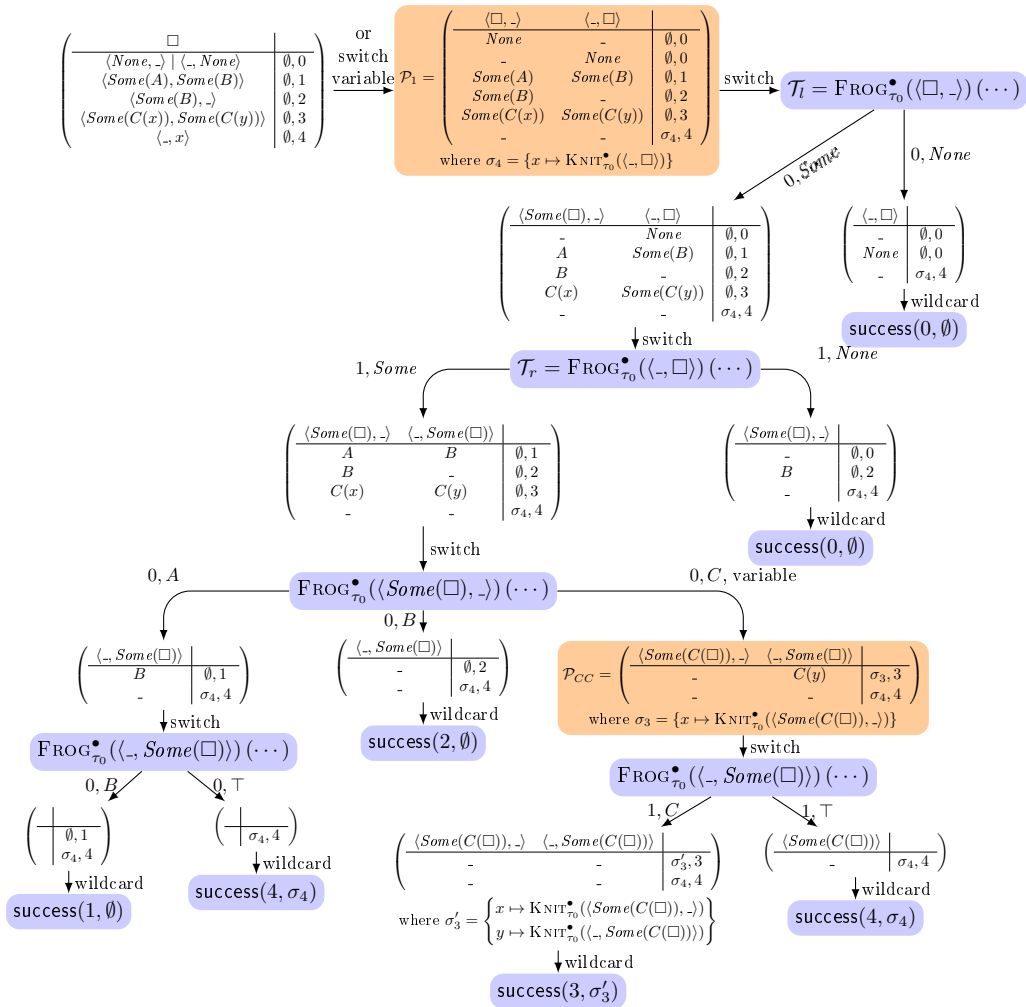 □
⟨None, _⟩ | ⟨_, None⟩ ∅, 0
⟨Some(A), Some(B)⟩ ∅, 1
⟨Some(B), _⟩ ∅, 2
⟨Some(C(x)), Some(C(y))⟩ ∅, 3
⟨_, x⟩ ∅, 4
or
switch
variable
𝒫₁ =
⟨□, _⟩ ⟨_, □⟩
None _ ∅, 0
_ None ∅, 0
Some(A) Some(B) ∅, 1
Some(B) _ ∅, 2
Some(C(x)) Some(C(y)) ∅, 3
_ _ σ₄, 4
where σ₄ = {x ↦ KNIT•τ₀(⟨_, □⟩)}
switch
𝒯ₗ = FROG•τ₀(⟨□, _⟩) (···)
0, Some
0, None
⟨Some(□), _⟩ ⟨_, □⟩
_ None ∅, 0
A Some(B) ∅, 1
B _ ∅, 2
C(x) Some(C(y)) ∅, 3
_ _ σ₄, 4
⟨_, □⟩
_ ∅, 0
None ∅, 0
_ σ₄, 4
wildcard
success(0, ∅)
switch
𝒯ᵣ = FROG•τ₀(⟨_, □⟩) (···)
1, Some
1, None
⟨Some(□), _⟩ ⟨_, Some(□)⟩
A B ∅, 1
B _ ∅, 2
C(x) C(y) ∅, 3
_ _ σ₄, 4
⟨Some(□), _⟩
_ ∅, 0
B ∅, 2
_ σ₄, 4
wildcard
success(0, ∅)
switch
FROG•τ₀(⟨Some(□), _⟩) (···)
0, A
0, B
0, C, variable
⟨_, Some(□)⟩
B ∅, 1
_ σ₄, 4
⟨_, Some(□)⟩
_ ∅, 2
_ σ₄, 4
𝒫CC =
⟨Some(C(□)), _⟩ ⟨_, Some(□)⟩
_ C(y) σ₃, 3
_ _ σ₄, 4
where σ₃ = {x ↦ KNIT•τ₀(⟨Some(C(□)), _⟩)}
switch
wildcard
switch
FROG•τ₀(⟨_, Some(□)⟩) (···)
success(2, ∅)
FROG•τ₀(⟨_, Some(□)⟩) (···)
0, B
0, ⊤
1, C
1, ⊤
∅, 1
σ₄, 4
σ₄, 4
⟨Some(C(□)), _⟩ ⟨_, Some(C(□))⟩
_ _ σ′₃, 3
_ _ σ₄, 4
⟨Some(C(□))⟩
_ σ₄, 4
wildcard
success(1, ∅)
wildcard
success(4, σ₄)
where σ′₃ = { x ↦ KNIT•τ₀(⟨Some(C(□)), _⟩)
y ↦ KNIT•τ₀(⟨_, Some(C(□))⟩) }
wildcard
success(4, σ₄)
wildcard
success(3, σ′₃)